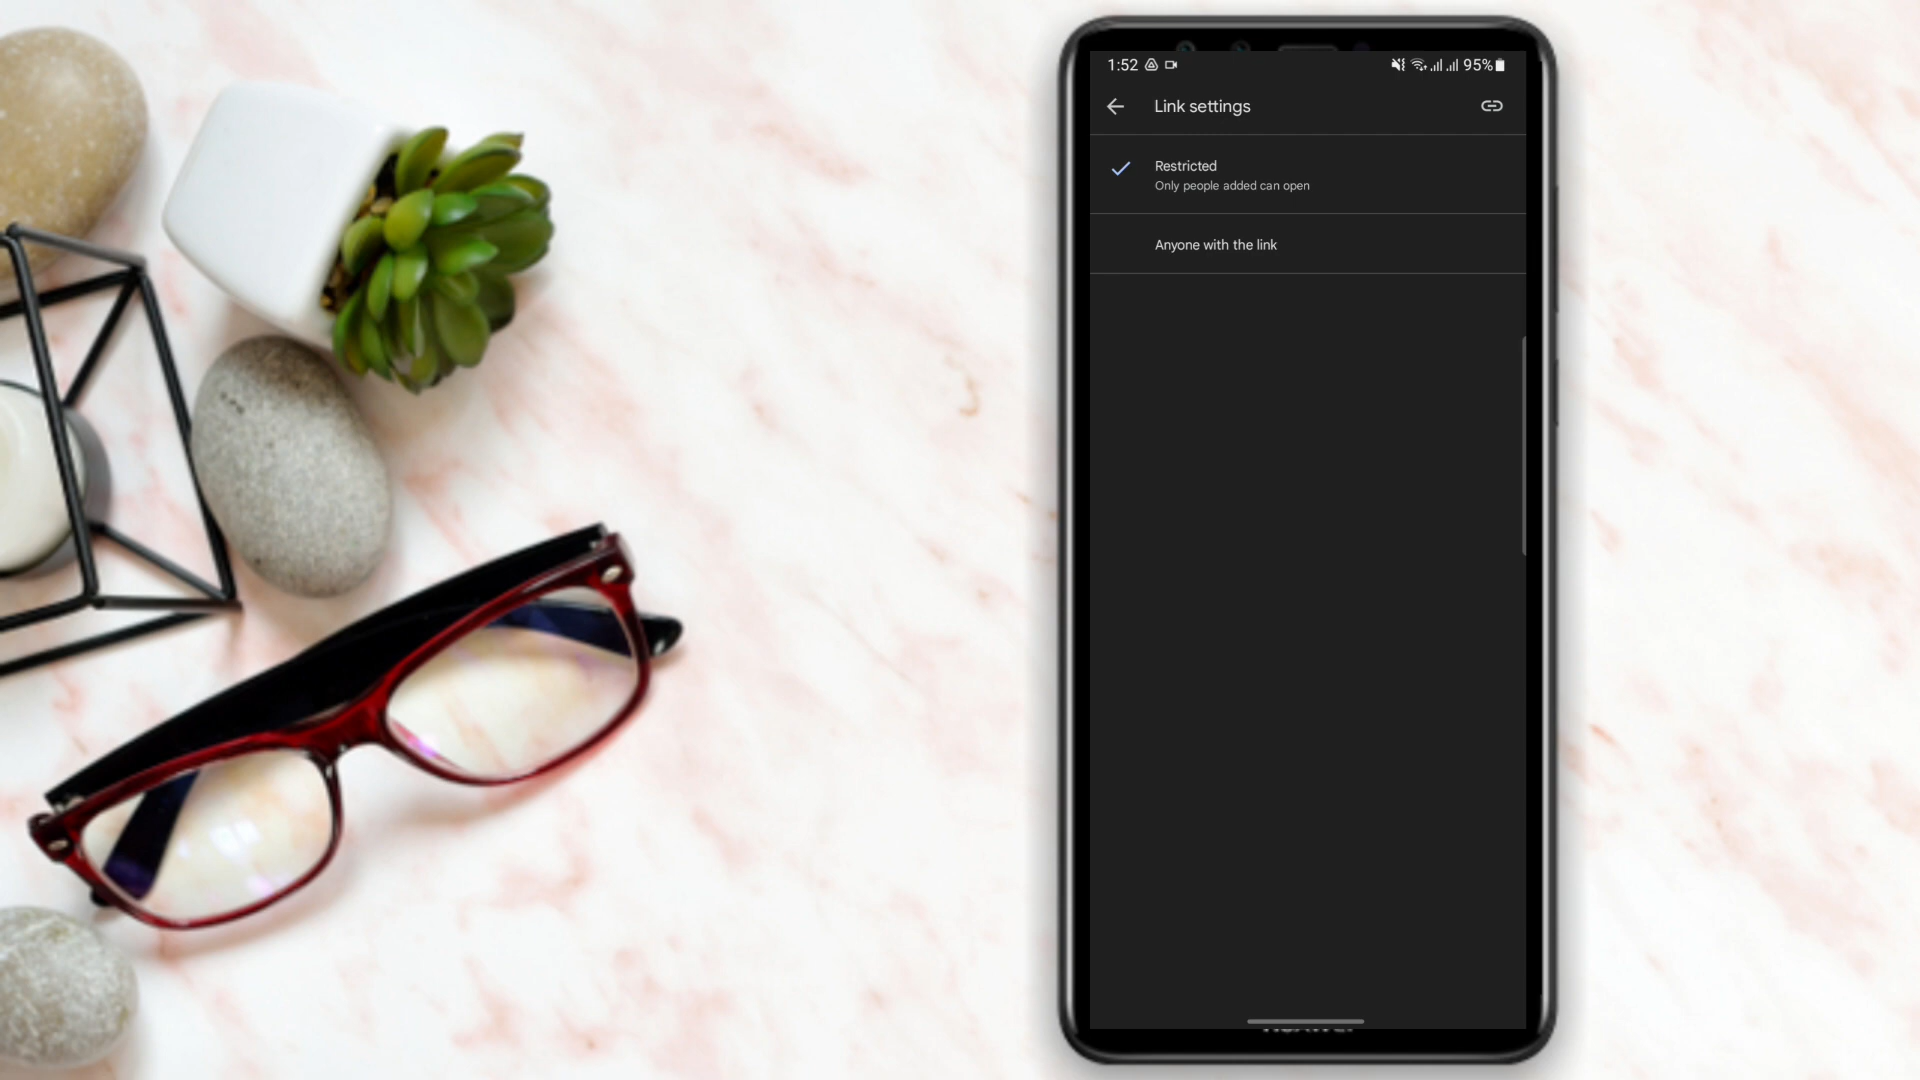 1:52 95%
Link settings
Restricted
Only people added can open
Anyone with the link